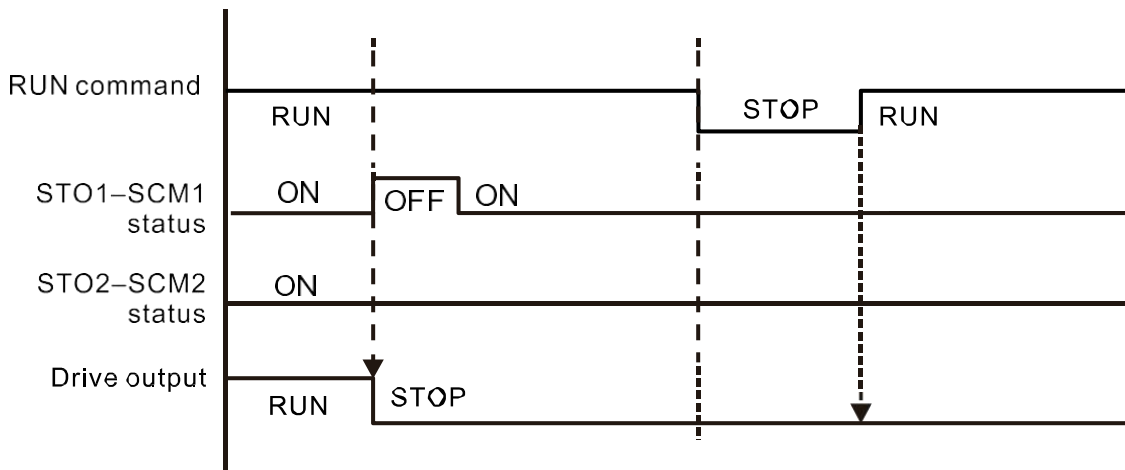 RUN command
RUN
STOP
RUN
STO1–SCM1
status
ON
OFF
ON
STO2–SCM2
status
ON
Drive output
RUN
STOP